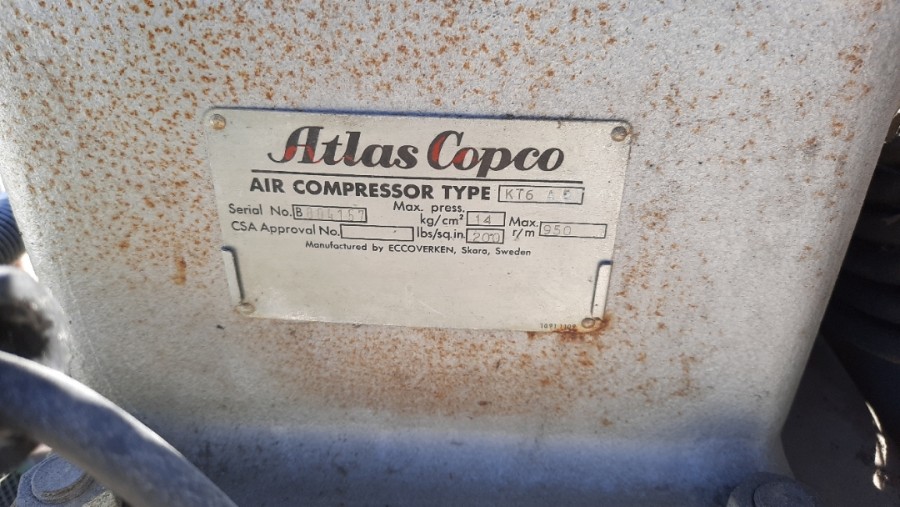 Atlas Copco
AIR COMPRESSOR TYPE KT6
Max. press.
Serial No. kg/cm² 14 Max.
CSA Approval No. lbs/sq.in. 200 r/m 950
Manufactured by ECCOVERKEN, Skara, Sweden